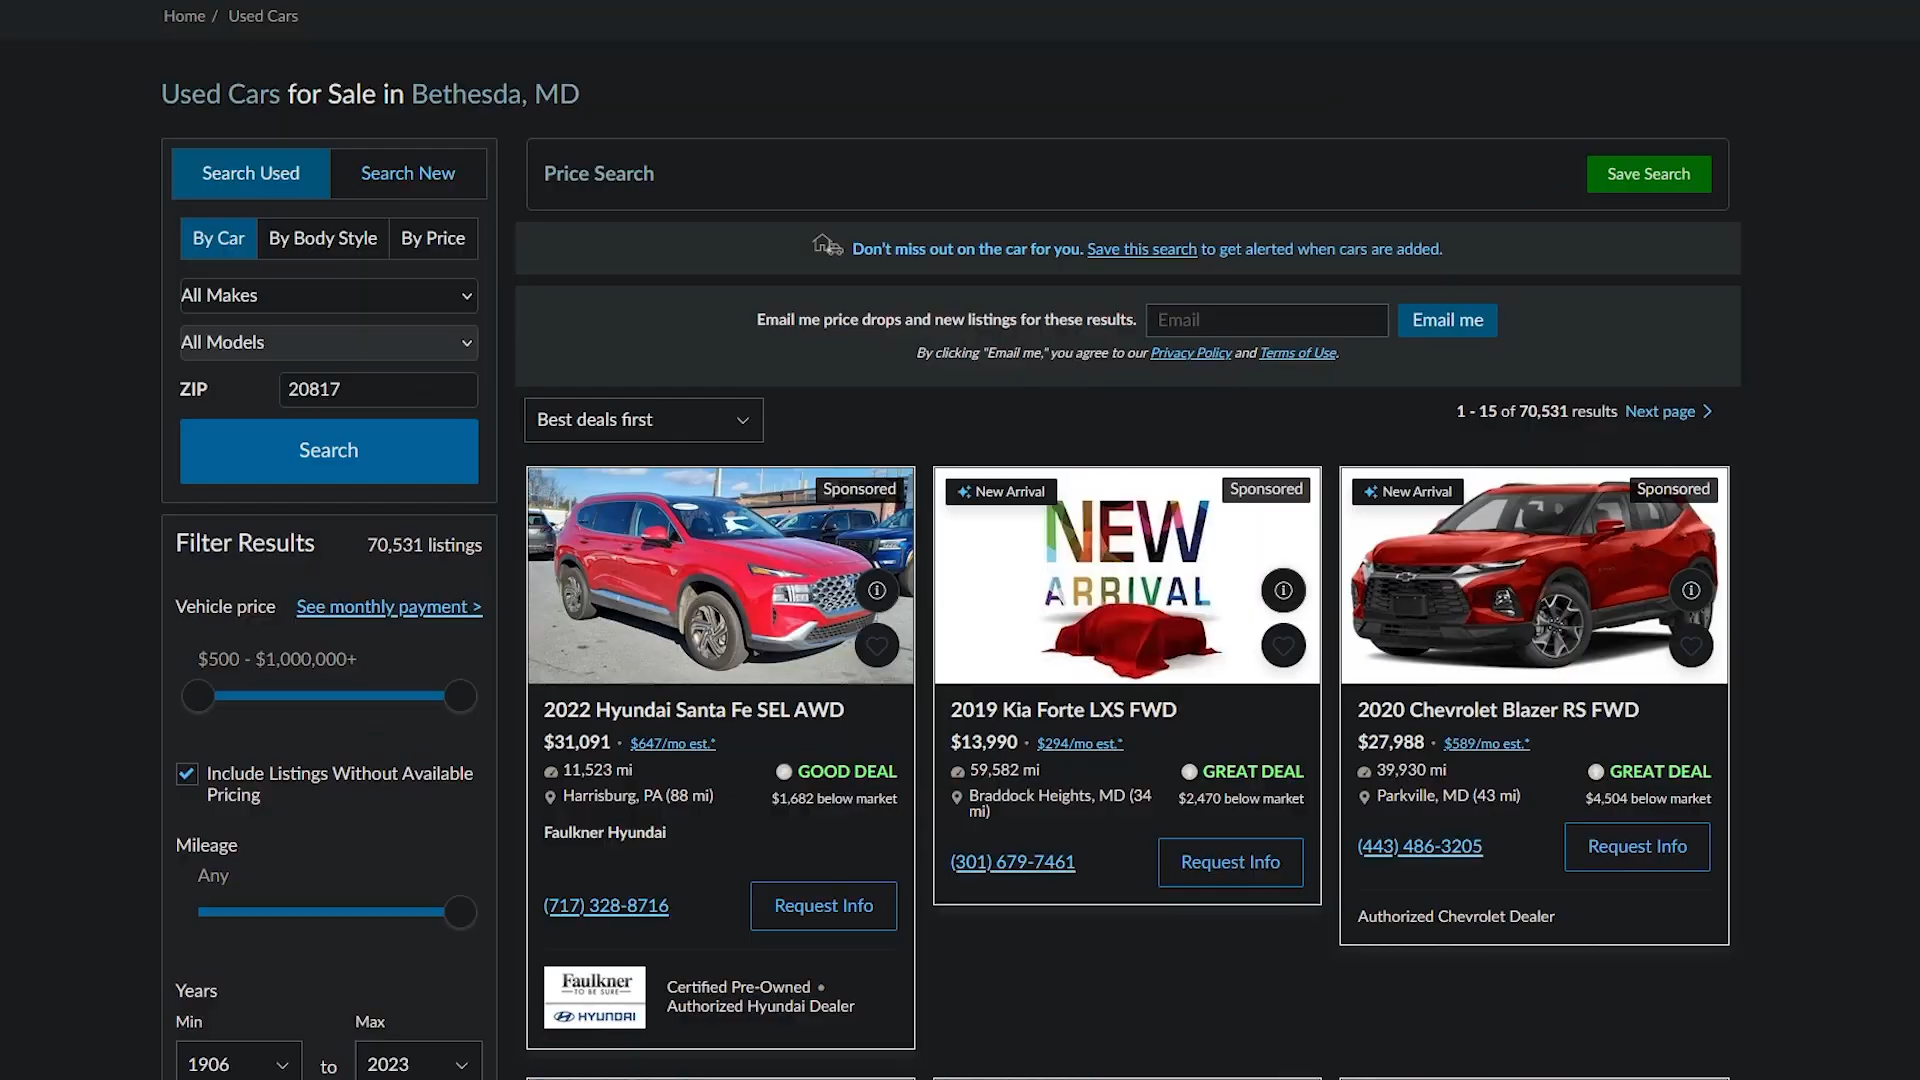 Home / Used Cars
Used Cars for Sale in Bethesda, MD
Search Used
Search New
By Car
By Body Style
By Price
All Makes
All Models
ZIP
20817
Search
Filter Results
70,531 listings
Vehicle price
See monthly payment >
$500 - $1,000,000+
Include Listings Without Available
Pricing
Mileage
Any
Years
Min
Max
1906
to
2023
Price Search
Save Search
Don't miss out on the car for you. Save this search to get alerted when cars are added.
Email me price drops and new listings for these results.
Email
Email me
By clicking "Email me," you agree to our Privacy Policy and Terms of Use.
Best deals first
1 - 15 of 70,531 results
Next page
Sponsored
2022 Hyundai Santa Fe SEL AWD
$31,091 · $647/mo est.*
11,523 mi
GOOD DEAL
Harrisburg, PA (88 mi)
$1,682 below market
Faulkner Hyundai
(717) 328-8716
Request Info
Faulkner
TO BE SURE
HYUNDAI
Certified Pre-Owned •
Authorized Hyundai Dealer
New Arrival
Sponsored
NEW
ARRIVAL
2019 Kia Forte LXS FWD
$13,990 · $294/mo est.*
59,582 mi
GREAT DEAL
Braddock Heights, MD (34
mi)
$2,470 below market
(301) 679-7461
Request Info
New Arrival
Sponsored
2020 Chevrolet Blazer RS FWD
$27,988 · $589/mo est.*
39,930 mi
GREAT DEAL
Parkville, MD (43 mi)
$4,504 below market
(443) 486-3205
Request Info
Authorized Chevrolet Dealer